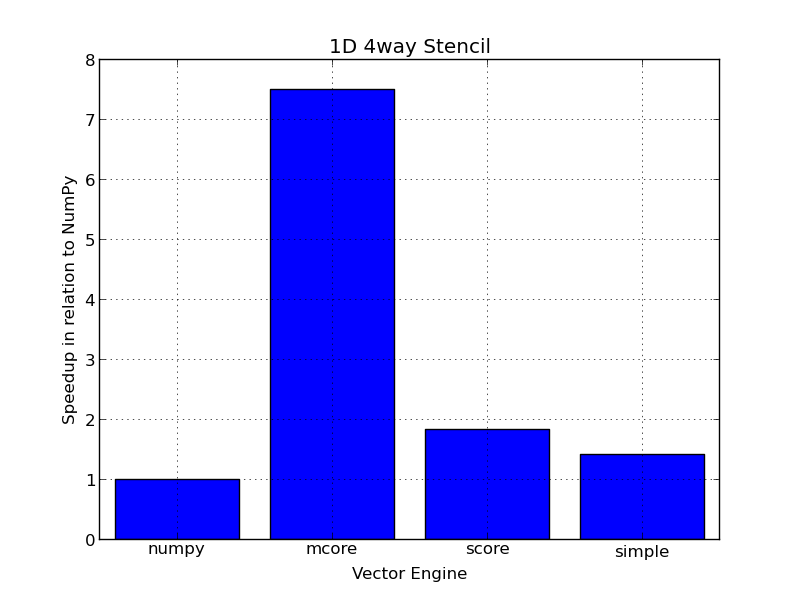 1D 4way Stencil
8
7
6
5
4
3
2
1
0
Speedup in relation to NumPy
numpy mcore score simple
Vector Engine